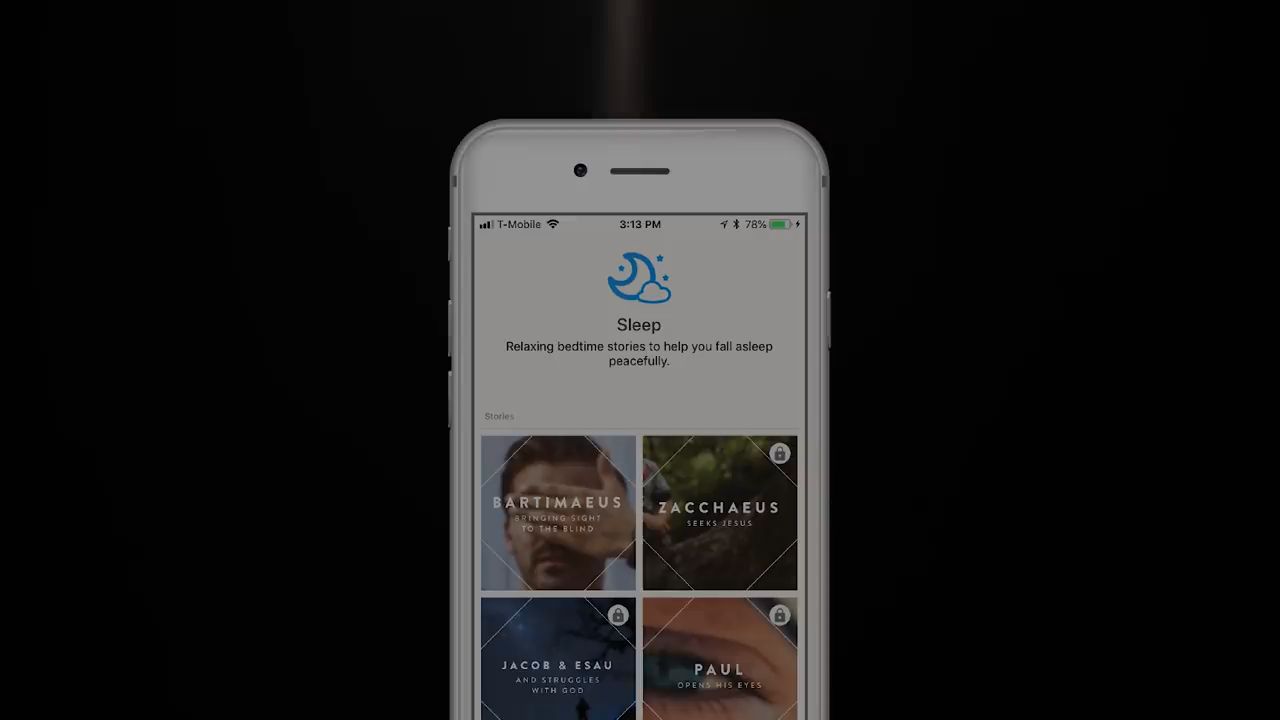 T-Mobile 3:13 PM 78%
Sleep
Relaxing bedtime stories to help you fall asleep
peacefully.
Stories
BARTIMAEUS
BRINGING SIGHT
TO THE BLIND
ZACCHAEUS
SEEKS JESUS
JACOB & ESAU
AND STRUGGLES
WITH GOD
PAUL
OPENS HIS EYES